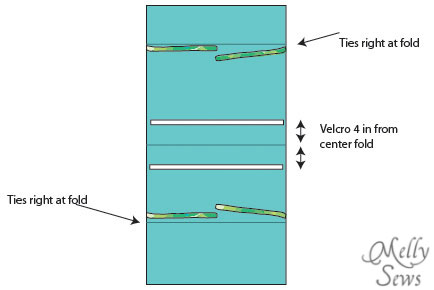 Ties right at fold
Velcro 4 in from
center fold
Ties right at fold
Melly
Sews